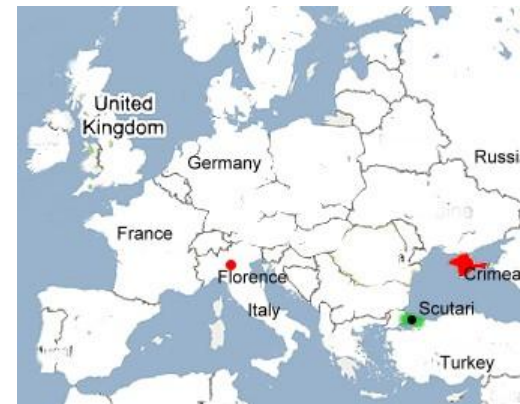 United
Kingdom
Germany
Russi
France
Florence
Crimea
Italy
Scutari
Turkey